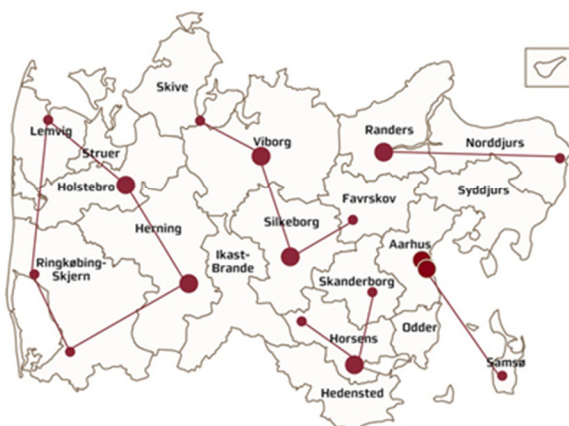 Skive
Lemvig
Struer
Viborg
Randers
Norddjurs
Holstebro
Syddjurs
Favrskov
Herning
Silkeborg
Aarhus
Ikast-
Brande
Ringkøbing-
Skjern
Skanderborg
Odder
Horsens
Samsø
Hedensted